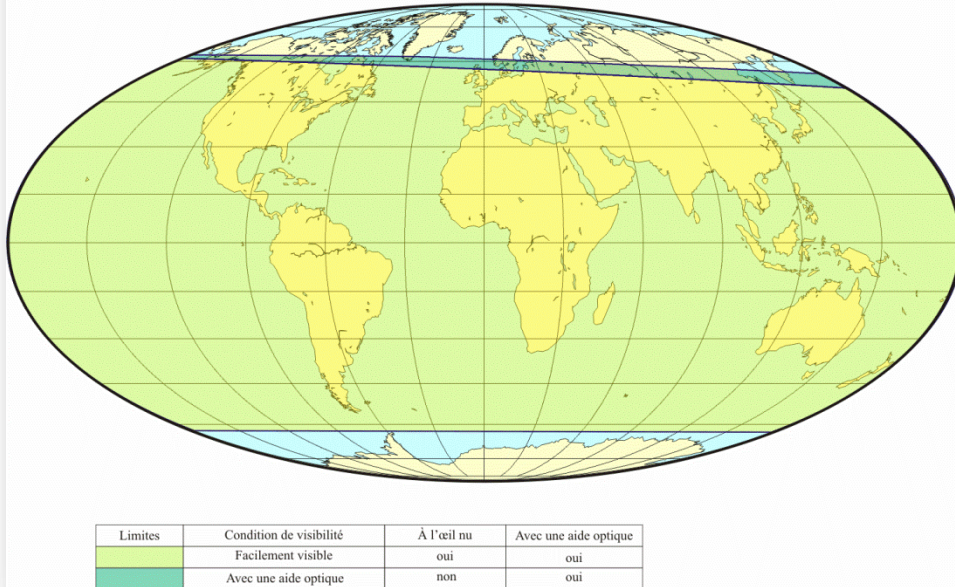 Limites Condition de visibilité À l’œil nu Avec une aide optique
Facilement visible oui oui
Avec une aide optique non oui